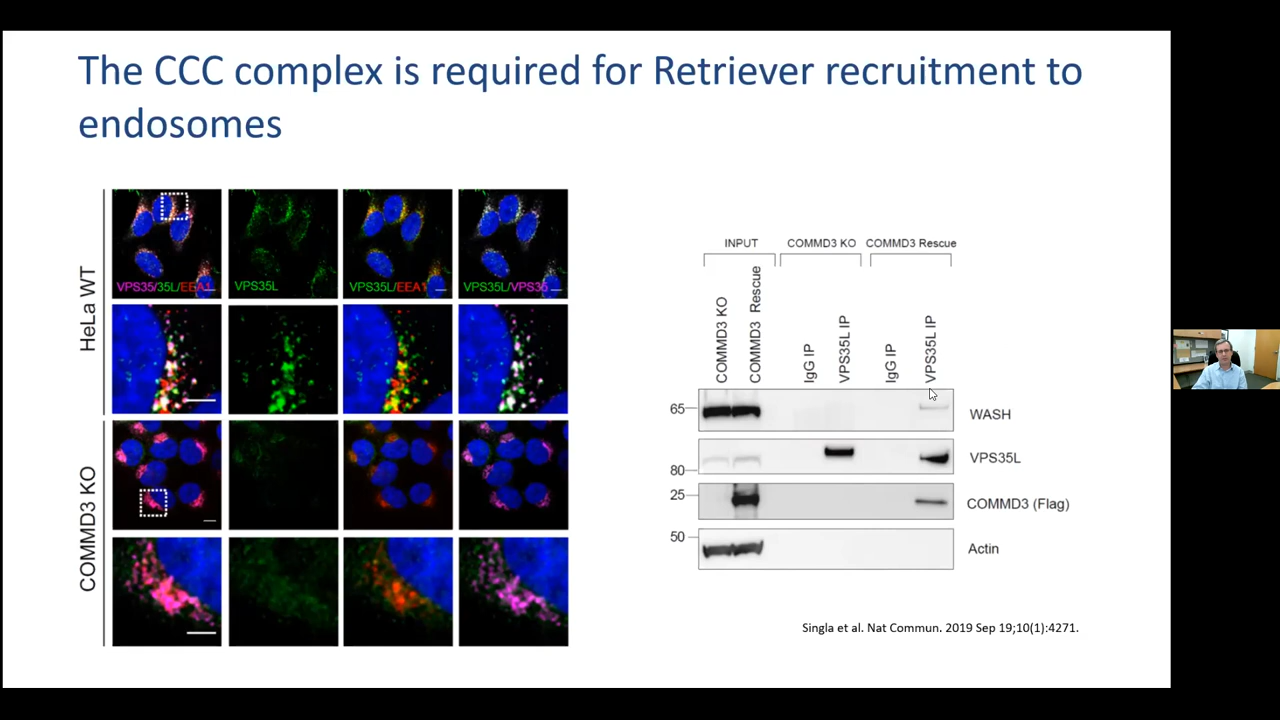 The CCC complex is required for Retriever recruitment to
endosomes
HeLa WT
VPS35/35L/EEA1
VPS35L
VPS35L/EEA1
VPS35L/VPS35
COMMD3 KO
INPUT
COMMD3 KO
COMMD3 Rescue
COMMD3 KO
COMMD3 Rescue
IgG IP
VPS35L IP
IgG IP
VPS35L IP
65
WASH
80
VPS35L
25
COMMD3 (Flag)
50
Actin
Singla et al. Nat Commun. 2019 Sep 19;10(1):4271.